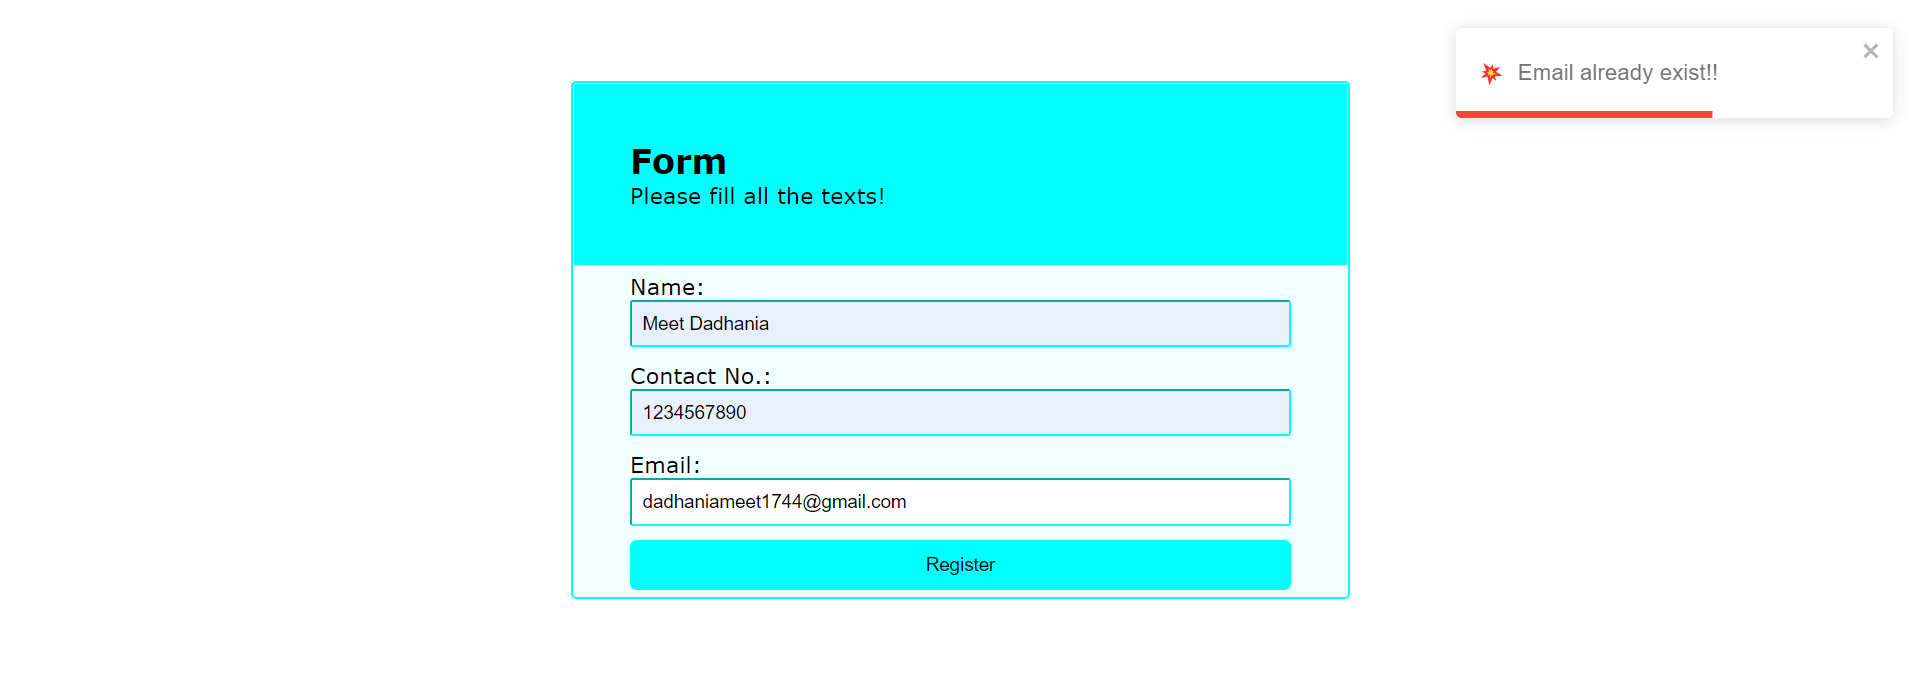 Email already exist!!
Form
Please fill all the texts!
Name:
Meet Dadhania
Contact No.:
1234567890
Email:
dadhaniameet1744@gmail.com
Register